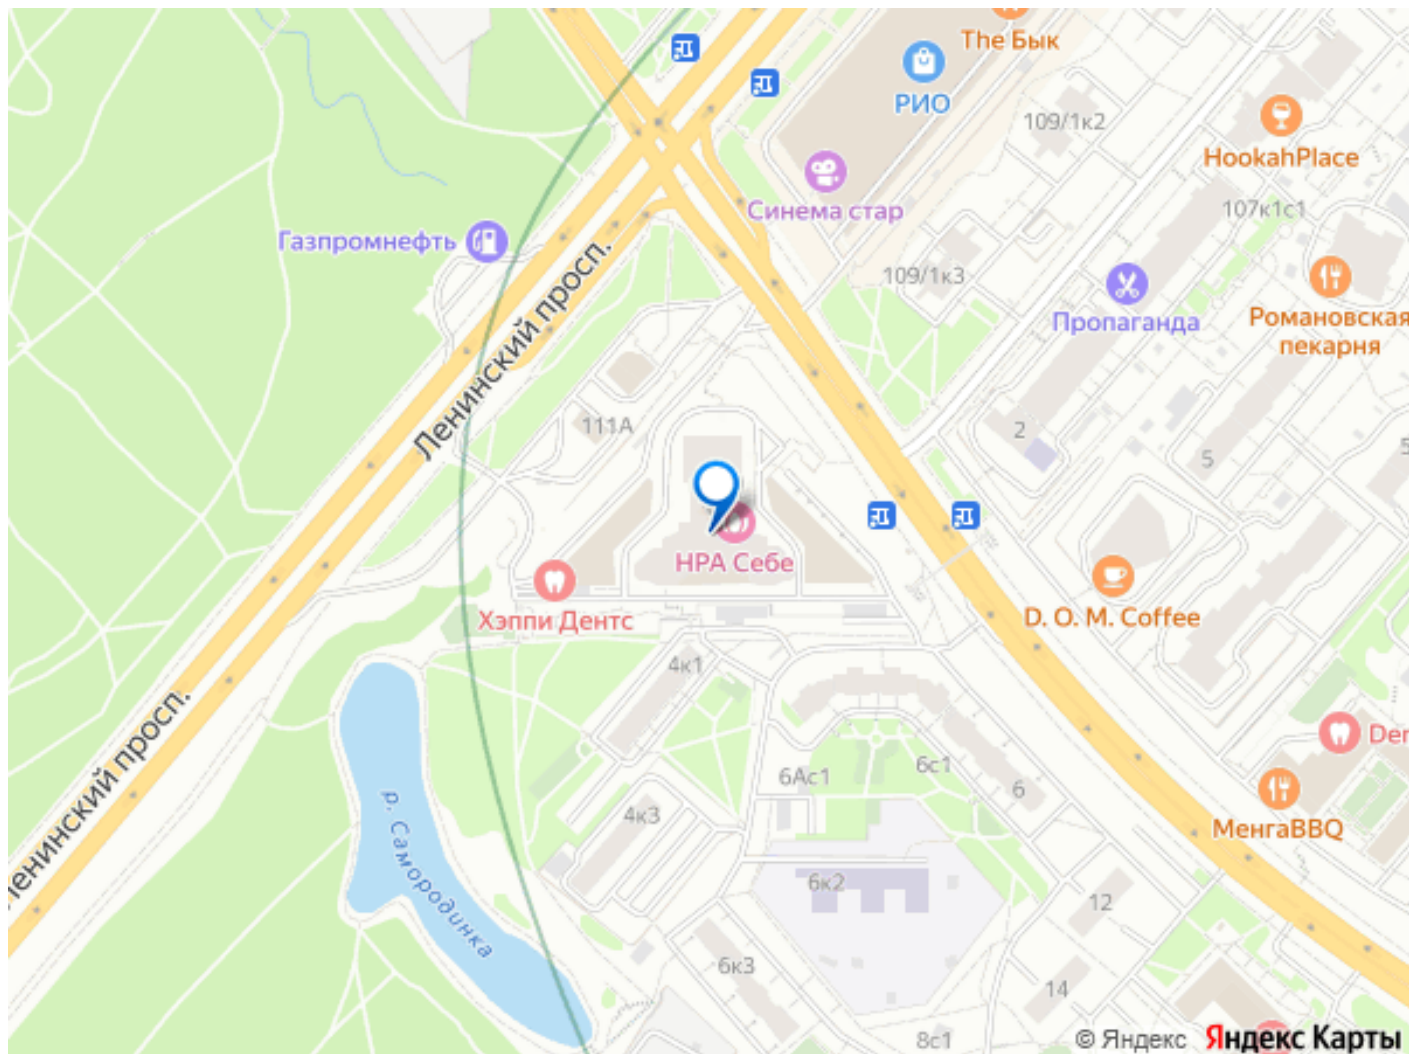 The Бык
РИО
109/1к2
HookahPlace
Синема стар
107к1с1
Газпромнефть
109/1к3
Пропаганда
Романовская
пекарня
Ленинский просп.
111А
2
5
НРА Себе
Хэппи Дентс
D. O. M. Coffee
4к1
Ленинский просп.
6Ас1
6с1
6
МенгаBBQ
4к3
р. Самородинка
6к2
12
6к3
14
8с1
© Яндекс Яндекс Карты